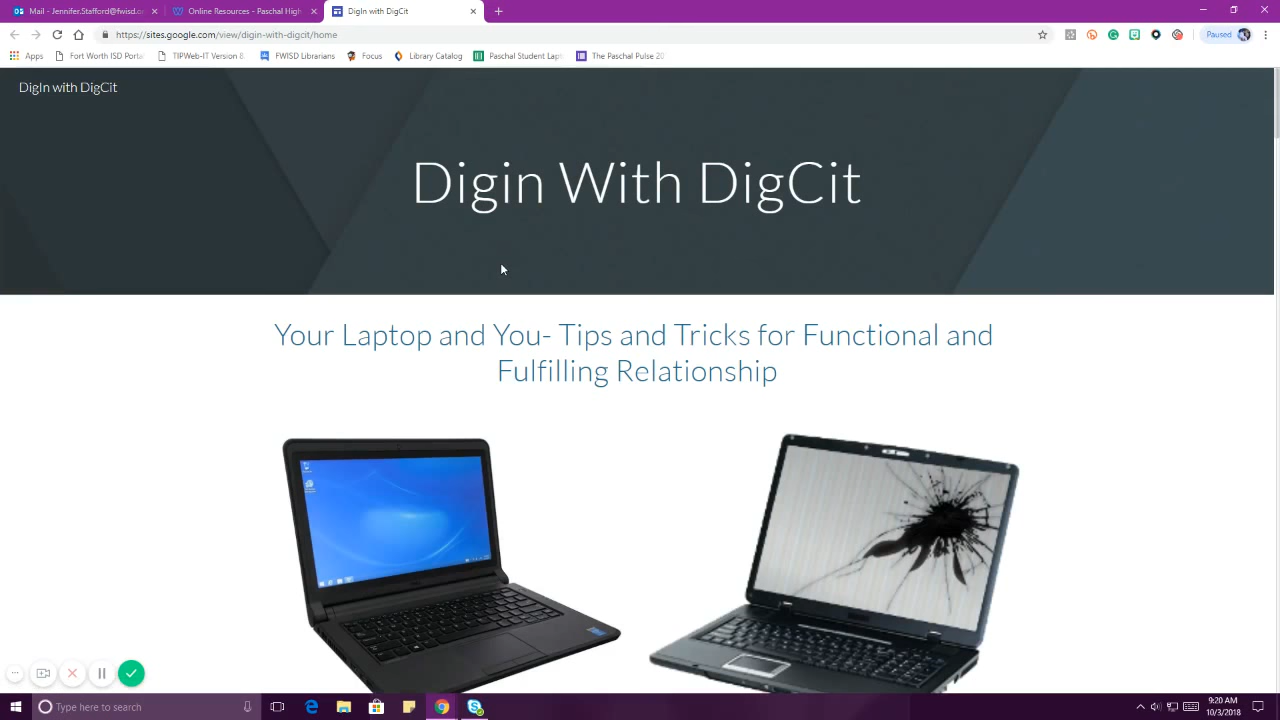 Mail - Jennifer.Stafford@fwisd.o
Online Resources - Paschal High
DigIn with DigCit
https://sites.google.com/view/digin-with-digcit/home
Paused
Apps
Fort Worth ISD Porta
TIPWeb-IT Version 8.
FWISD Librarians
Focus
Library Catalog
Paschal Student Lapt
The Paschal Pulse 20
DigIn with DigCit
Digin With DigCit
Your Laptop and You- Tips and Tricks for Functional and
Fulfilling Relationship
Type here to search
9:20 AM
10/3/2018